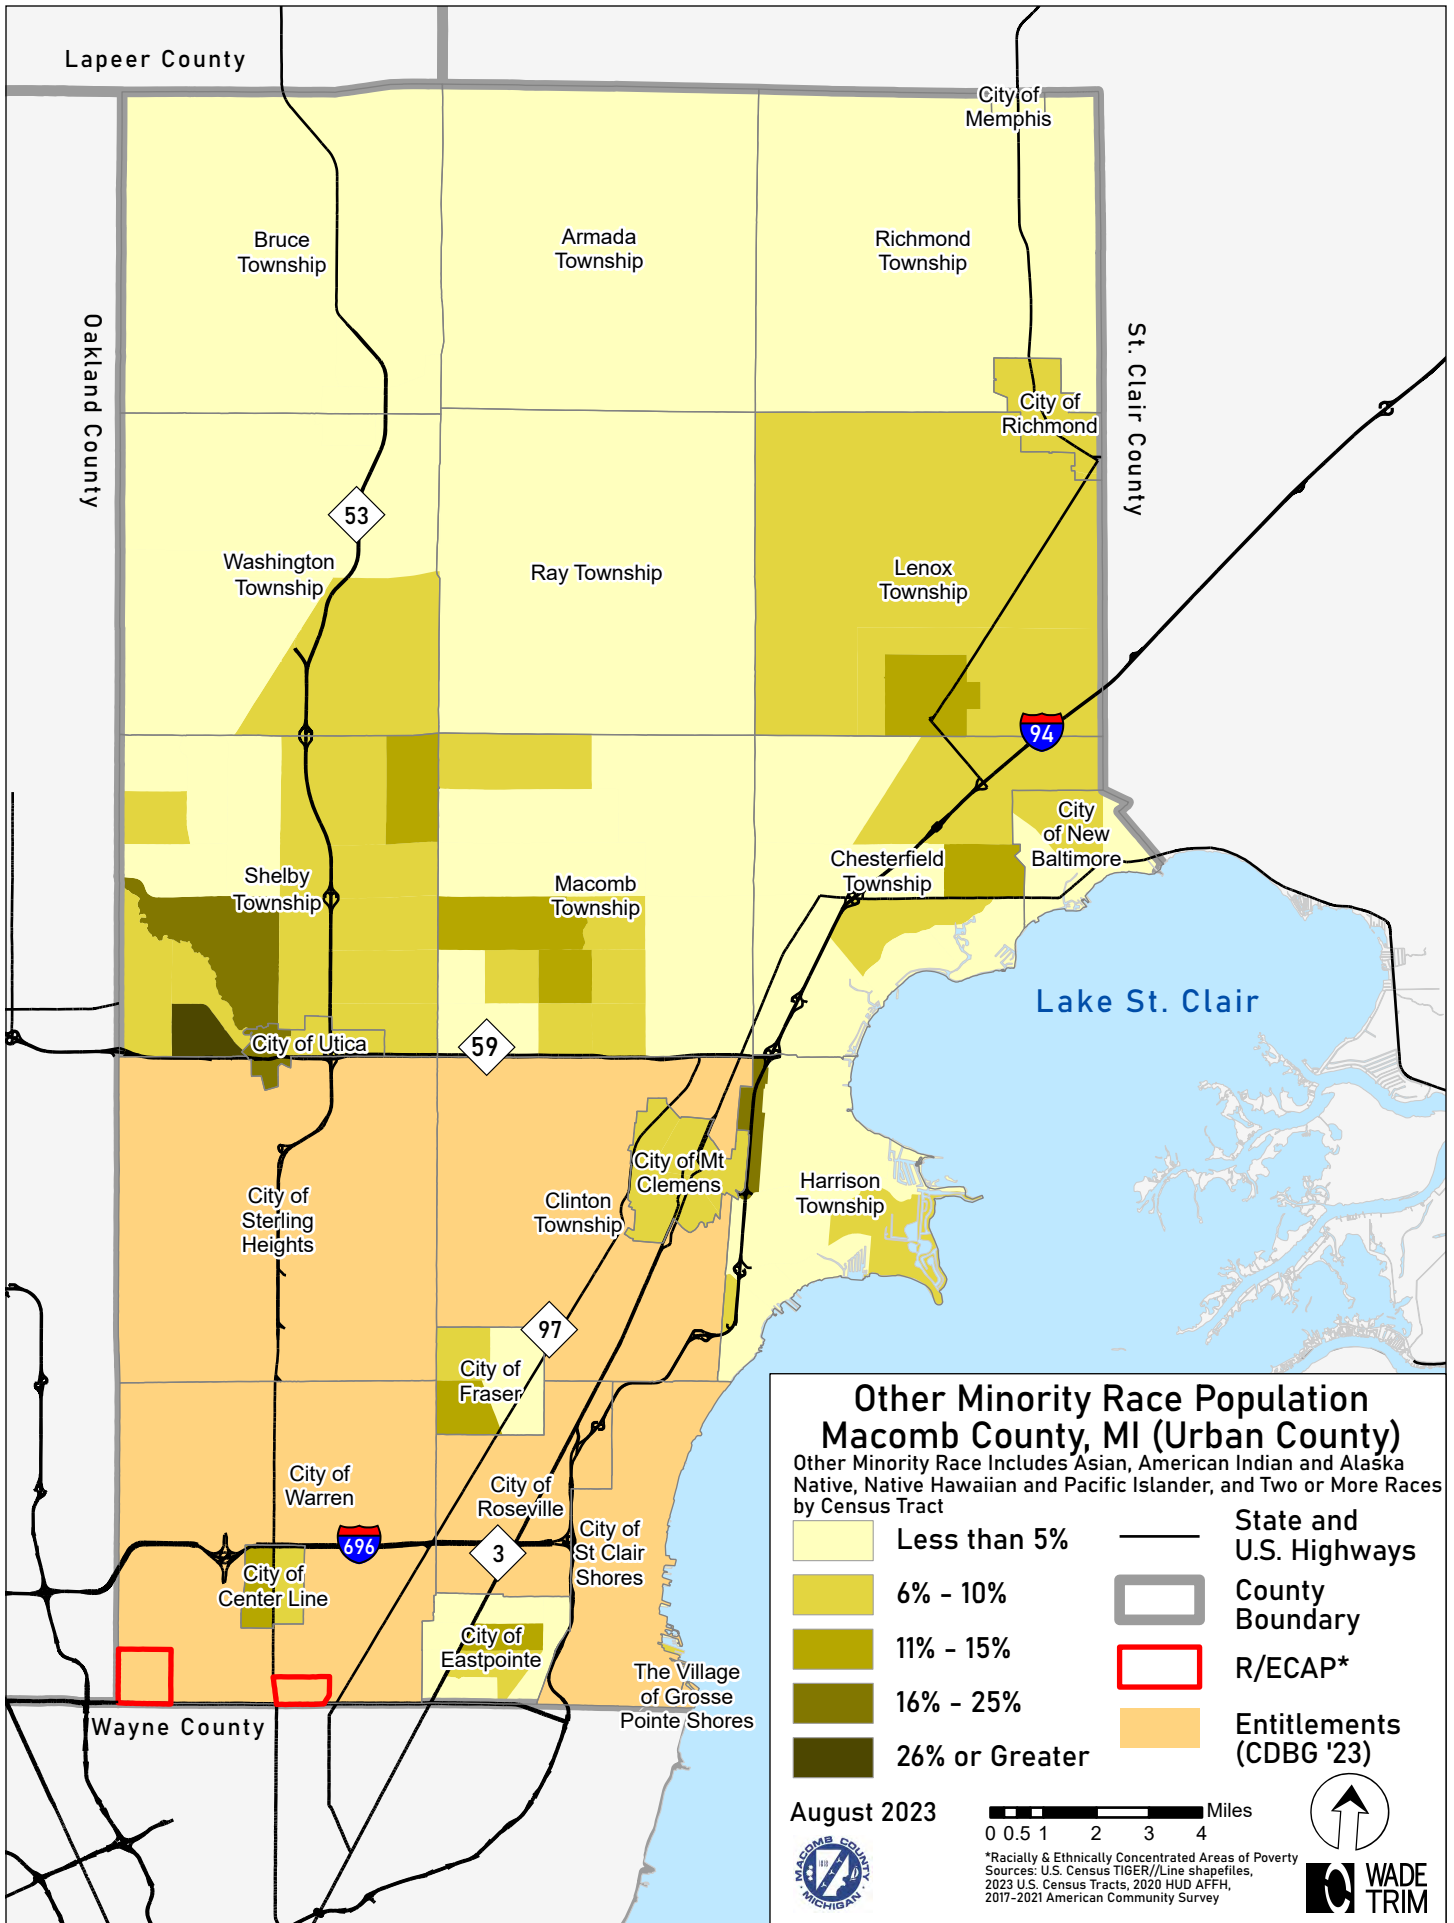 Lapeer County
City of
Memphis
Bruce
Township
Armada
Township
Richmond
Township
Oakland County
St. Clair County
City of
Richmond
53
Washington
Township
Ray Township
Lenox
Township
94
City
of New
Baltimore
Chesterfield
Township
Shelby
Township
Macomb
Township
Lake St. Clair
City of Utica
59
City of Mt
Clemens
Harrison
Township
City of
Sterling
Heights
Clinton
Township
97
City of
Fraser
City of
Warren
City of
Roseville
696
3
City of
St Clair
Shores
City of
Center Line
City of
Eastpointe
The Village
of Grosse
Pointe Shores
Wayne County
Other Minority Race Population
Macomb County, MI (Urban County)
Other Minority Race Includes Asian, American Indian and Alaska
Native, Native Hawaiian and Pacific Islander, and Two or More Races
by Census Tract
Less than 5%
6% - 10%
11% - 15%
16% - 25%
26% or Greater
State and
U.S. Highways
County
Boundary
R/ECAP*
Entitlements
(CDBG '23)
August 2023
Miles
0 0.5 1 2 3 4
*Racially & Ethnically Concentrated Areas of Poverty
Sources: U.S. Census TIGER//Line shapefiles,
2023 U.S. Census Tracts, 2020 HUD AFFH,
2017-2021 American Community Survey
MACOMB COUNTY
MICHIGAN
WADE
TRIM